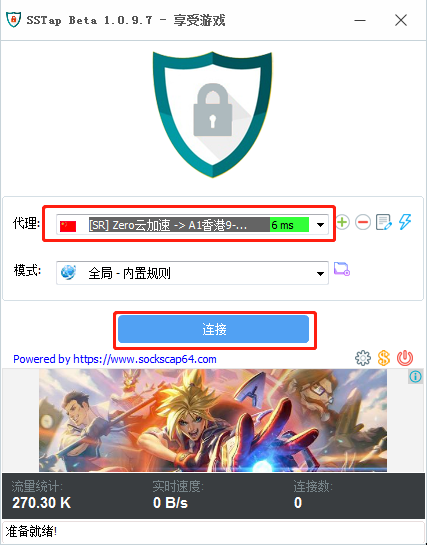 SSTap Beta 1.0.9.7 - 享受游戏
代理: [SR] Zero云加速 -> A1香港9-... 6 ms
模式: 全局 - 内置规则
连接
Powered by https://www.sockscap64.com
流量统计: 实时速度: 连接数:
270.30 K 0 B/s 0
准备就绪!